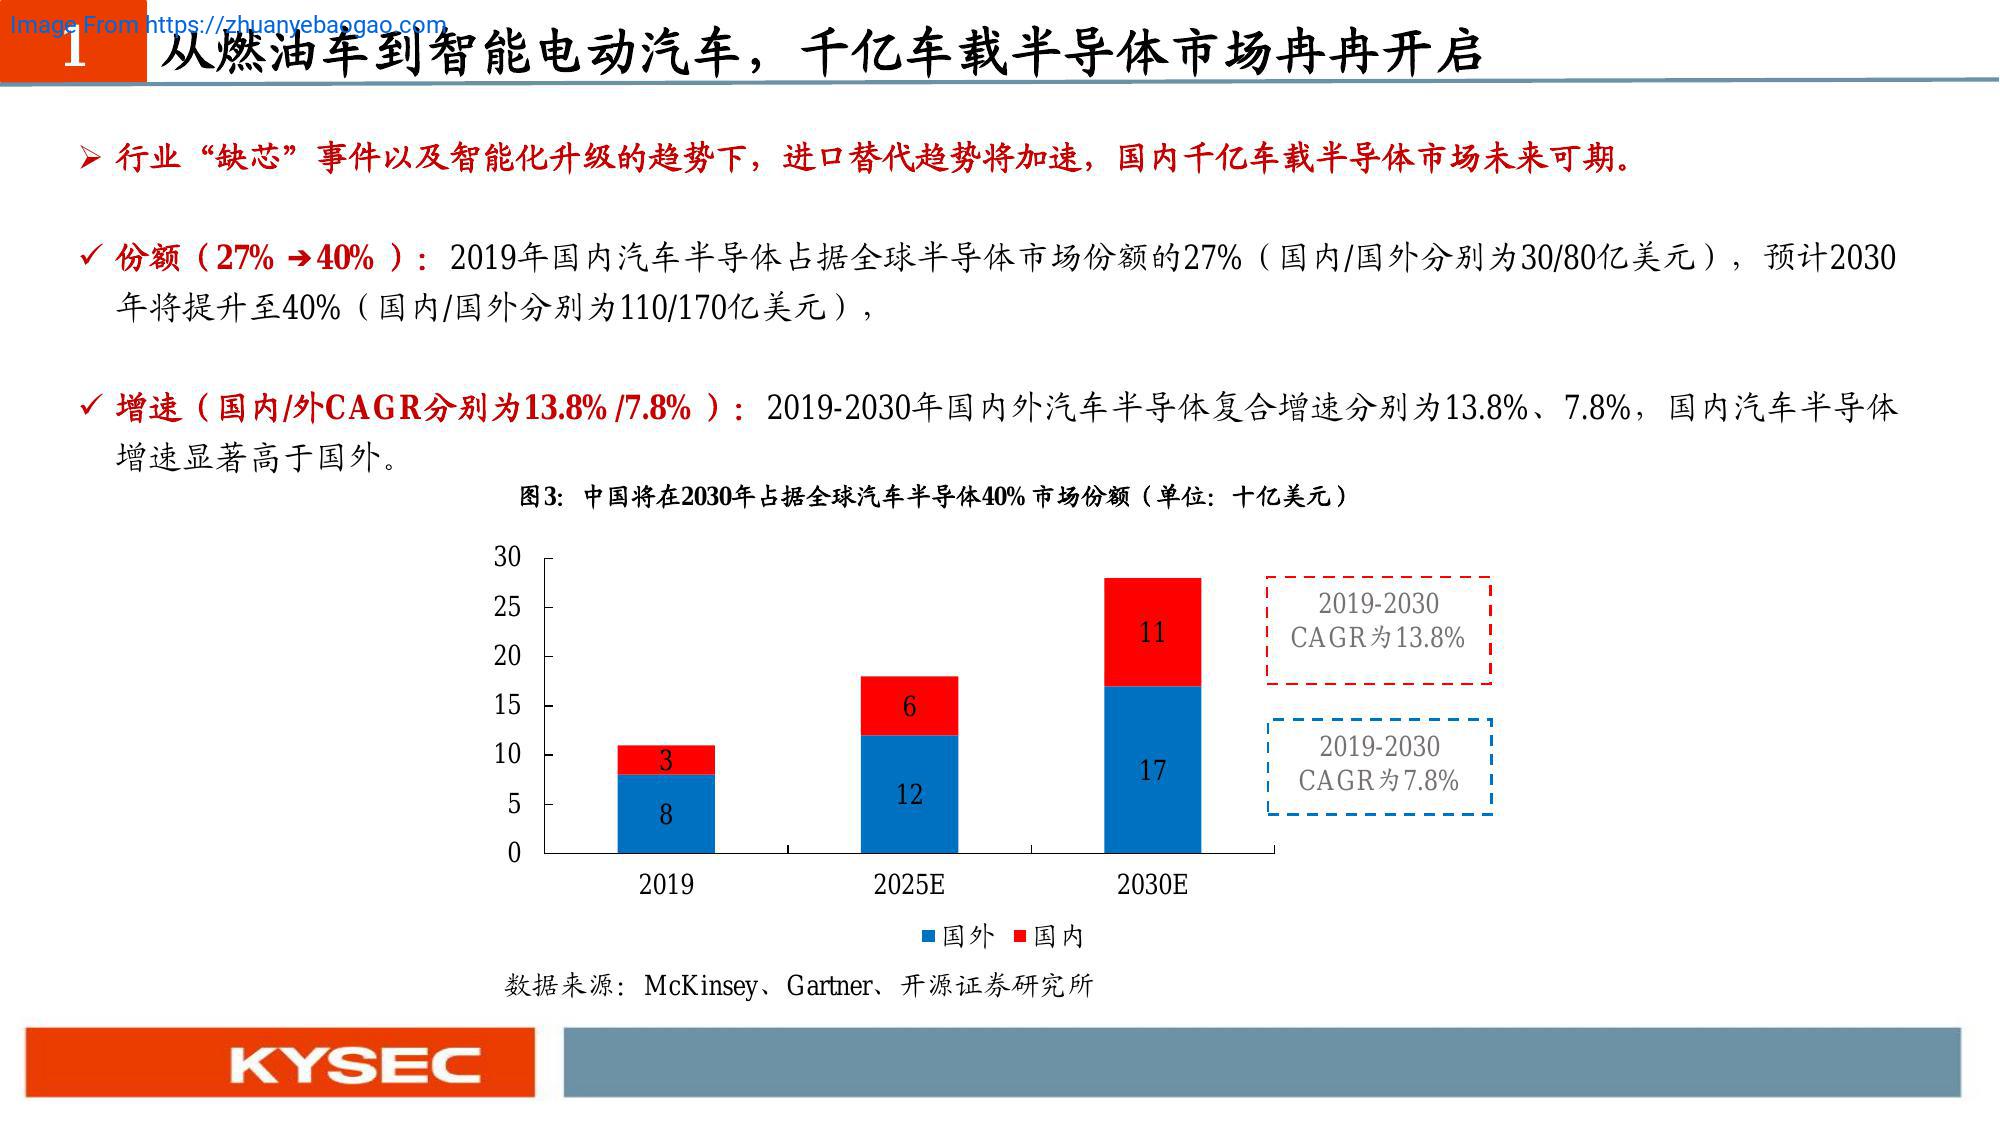 Image From https://zhuanyebaogao.com
1 从燃油车到智能电动汽车，千亿车载半导体市场冉冉开启
➢ 行业“缺芯”事件以及智能化升级的趋势下，进口替代趋势将加速，国内千亿车载半导体市场未来可期。
✓ 份额（27% ➔40% ）：2019年国内汽车半导体占据全球半导体市场份额的27%（国内/国外分别为30/80亿美元），预计2030
年将提升至40%（国内/国外分别为110/170亿美元），
✓ 增速（国内/外CAGR分别为13.8% /7.8% ）：2019-2030年国内外汽车半导体复合增速分别为13.8%、7.8%，国内汽车半导体
增速显著高于国外。
图3：中国将在2030年占据全球汽车半导体40% 市场份额（单位：十亿美元）
30
25
20
15
10
5
0
3
8
6
12
11
17
2019-2030
CAGR为13.8%
2019-2030
CAGR为7.8%
2019 2025E 2030E
国外 国内
数据来源：McKinsey、Gartner、开源证券研究所
KYSEC